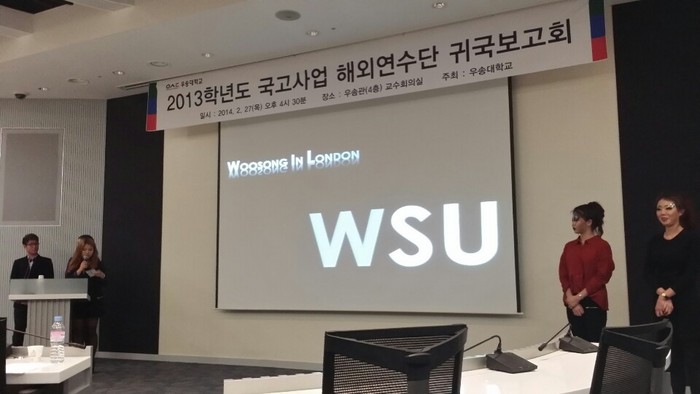 우송대학교
2013학년도 국고사업 해외연수단 귀국보고회
일시 : 2014. 2. 27(목) 오후 4시 30분 장소 : 우송관(4층) 교수회의실 주최 : 우송대학교
WOOSONG IN LONDON
WSU